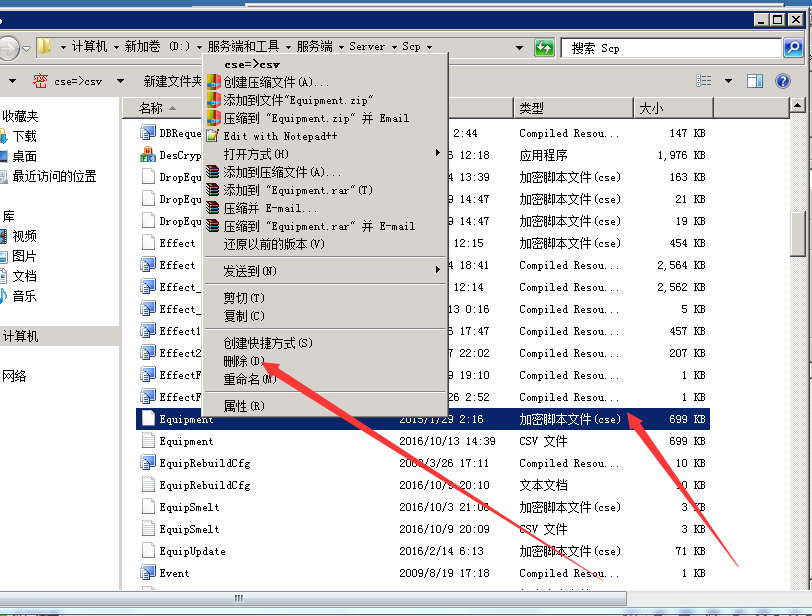 计算机 新加卷 (D:) 服务端和工具 服务端 Server Scp
搜索 Scp
密 cse=>csv 新建文件夹
名称 类型 大小
收藏夹
下载
桌面
最近访问的位置
库
视频
图片
文档
音乐
计算机
网络
cse=>csv
创建压缩文件(A)...
添加到文件"Equipment.zip"
压缩到 "Equipment.zip" 并 Email
Edit with Notepad++
打开方式(H)
添加到压缩文件(A)...
添加到 "Equipment.rar"(T)
压缩并 E-mail...
压缩到 "Equipment.rar" 并 E-mail
还原以前的版本(V)
发送到(N)
剪切(T)
复制(C)
创建快捷方式(S)
删除(D)
重命名(M)
属性(R)
DBReque 2:44 Compiled Resou... 147 KB
DesCryp 12:18 应用程序 1,976 KB
DropEqu 13:39 加密脚本文件(cse) 163 KB
DropEqu 14:47 加密脚本文件(cse) 21 KB
DropEqu 14:47 加密脚本文件(cse) 19 KB
Effect 12:15 加密脚本文件(cse) 454 KB
Effect 18:41 Compiled Resou... 2,564 KB
Effect_ 12:14 Compiled Resou... 2,562 KB
Effect_ 0:16 Compiled Resou... 5 KB
Effect1 17:47 Compiled Resou... 457 KB
Effect2 22:02 Compiled Resou... 207 KB
EffectF 19:10 Compiled Resou... 1 KB
EffectF 2:52 Compiled Resou... 1 KB
Equipment 2015/1/29 2:16 加密脚本文件(cse) 699 KB
Equipment 2016/10/13 14:39 CSV 文件 699 KB
EquipRebuildCfg 17:11 Compiled Resou... 10 KB
EquipRebuildCfg 2016/10/9 20:10 文本文档 KB
EquipSmelt 2016/10/3 加密脚本文件(cse) 3 KB
EquipSmelt 2016/10/9 20:09 CSV 文件 3 KB
EquipUpdate 2016/2/14 6:13 加密脚本文件(cse) 71 KB
Event 2009/8/19 17:18 Compiled Resou... 1 KB